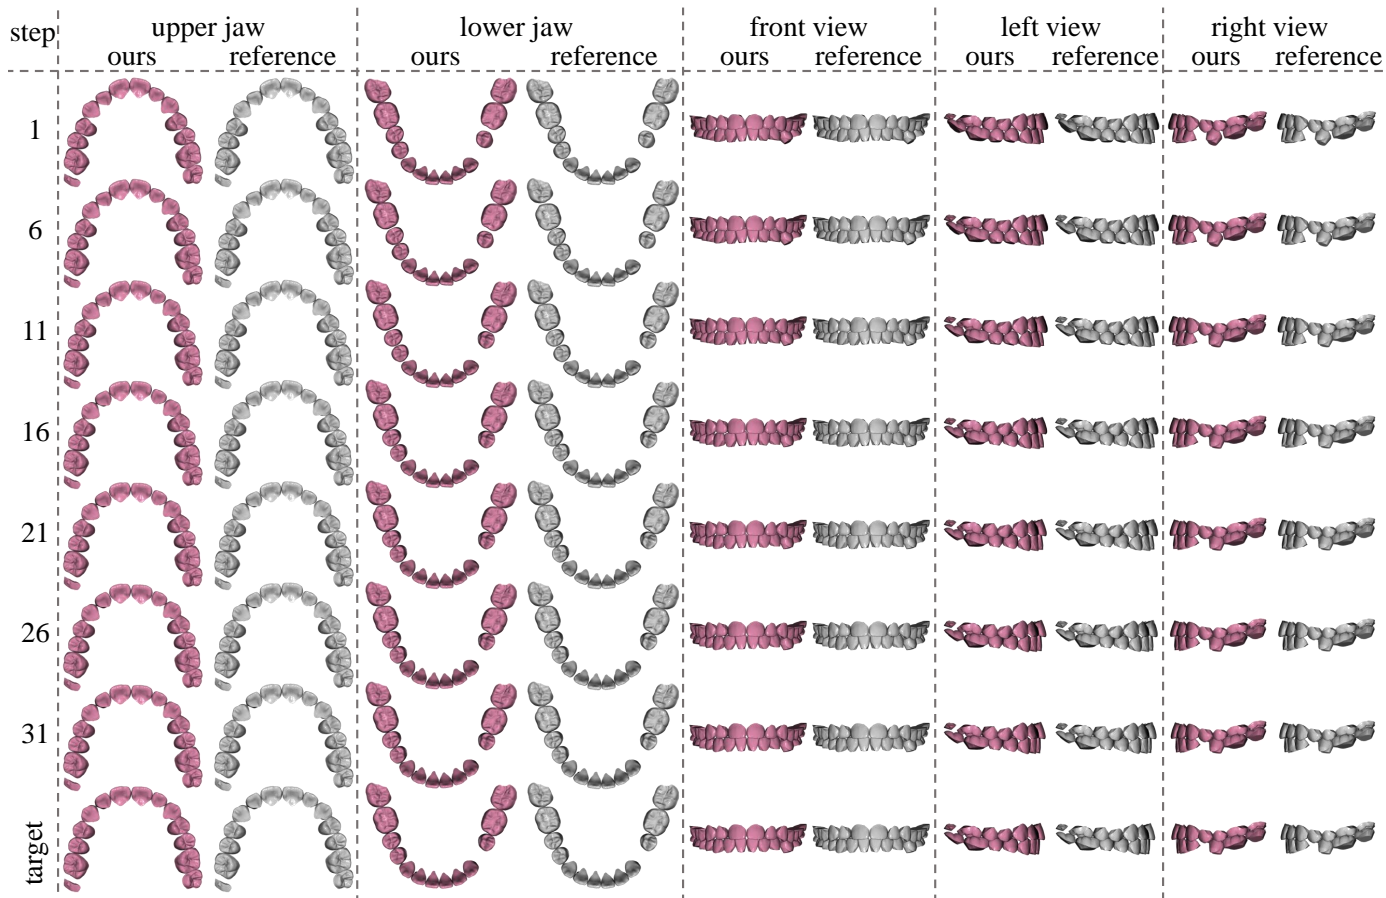 step upper jaw lower jaw front view left view right view
ours reference ours reference ours reference ours reference ours reference
1
6
11
16
21
26
31
target